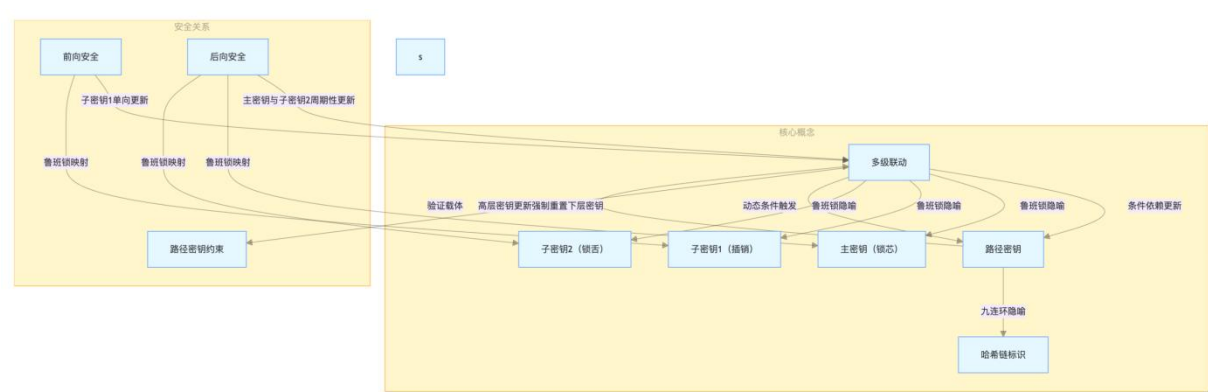 安全关系
前向安全
后向安全
s
子密钥1单向更新
主密钥与子密钥2周期性更新
核心概念
多级联动
鲁班锁映射
鲁班锁映射
鲁班锁映射
验证载体
高层密钥更新强制重置下层密钥
动态条件触发
鲁班锁隐喻
鲁班锁隐喻
鲁班锁隐喻
条件依赖更新
路径密钥约束
子密钥2（锁舌）
子密钥1（插销）
主密钥（锁芯）
路径密钥
九连环隐喻
哈希链标识